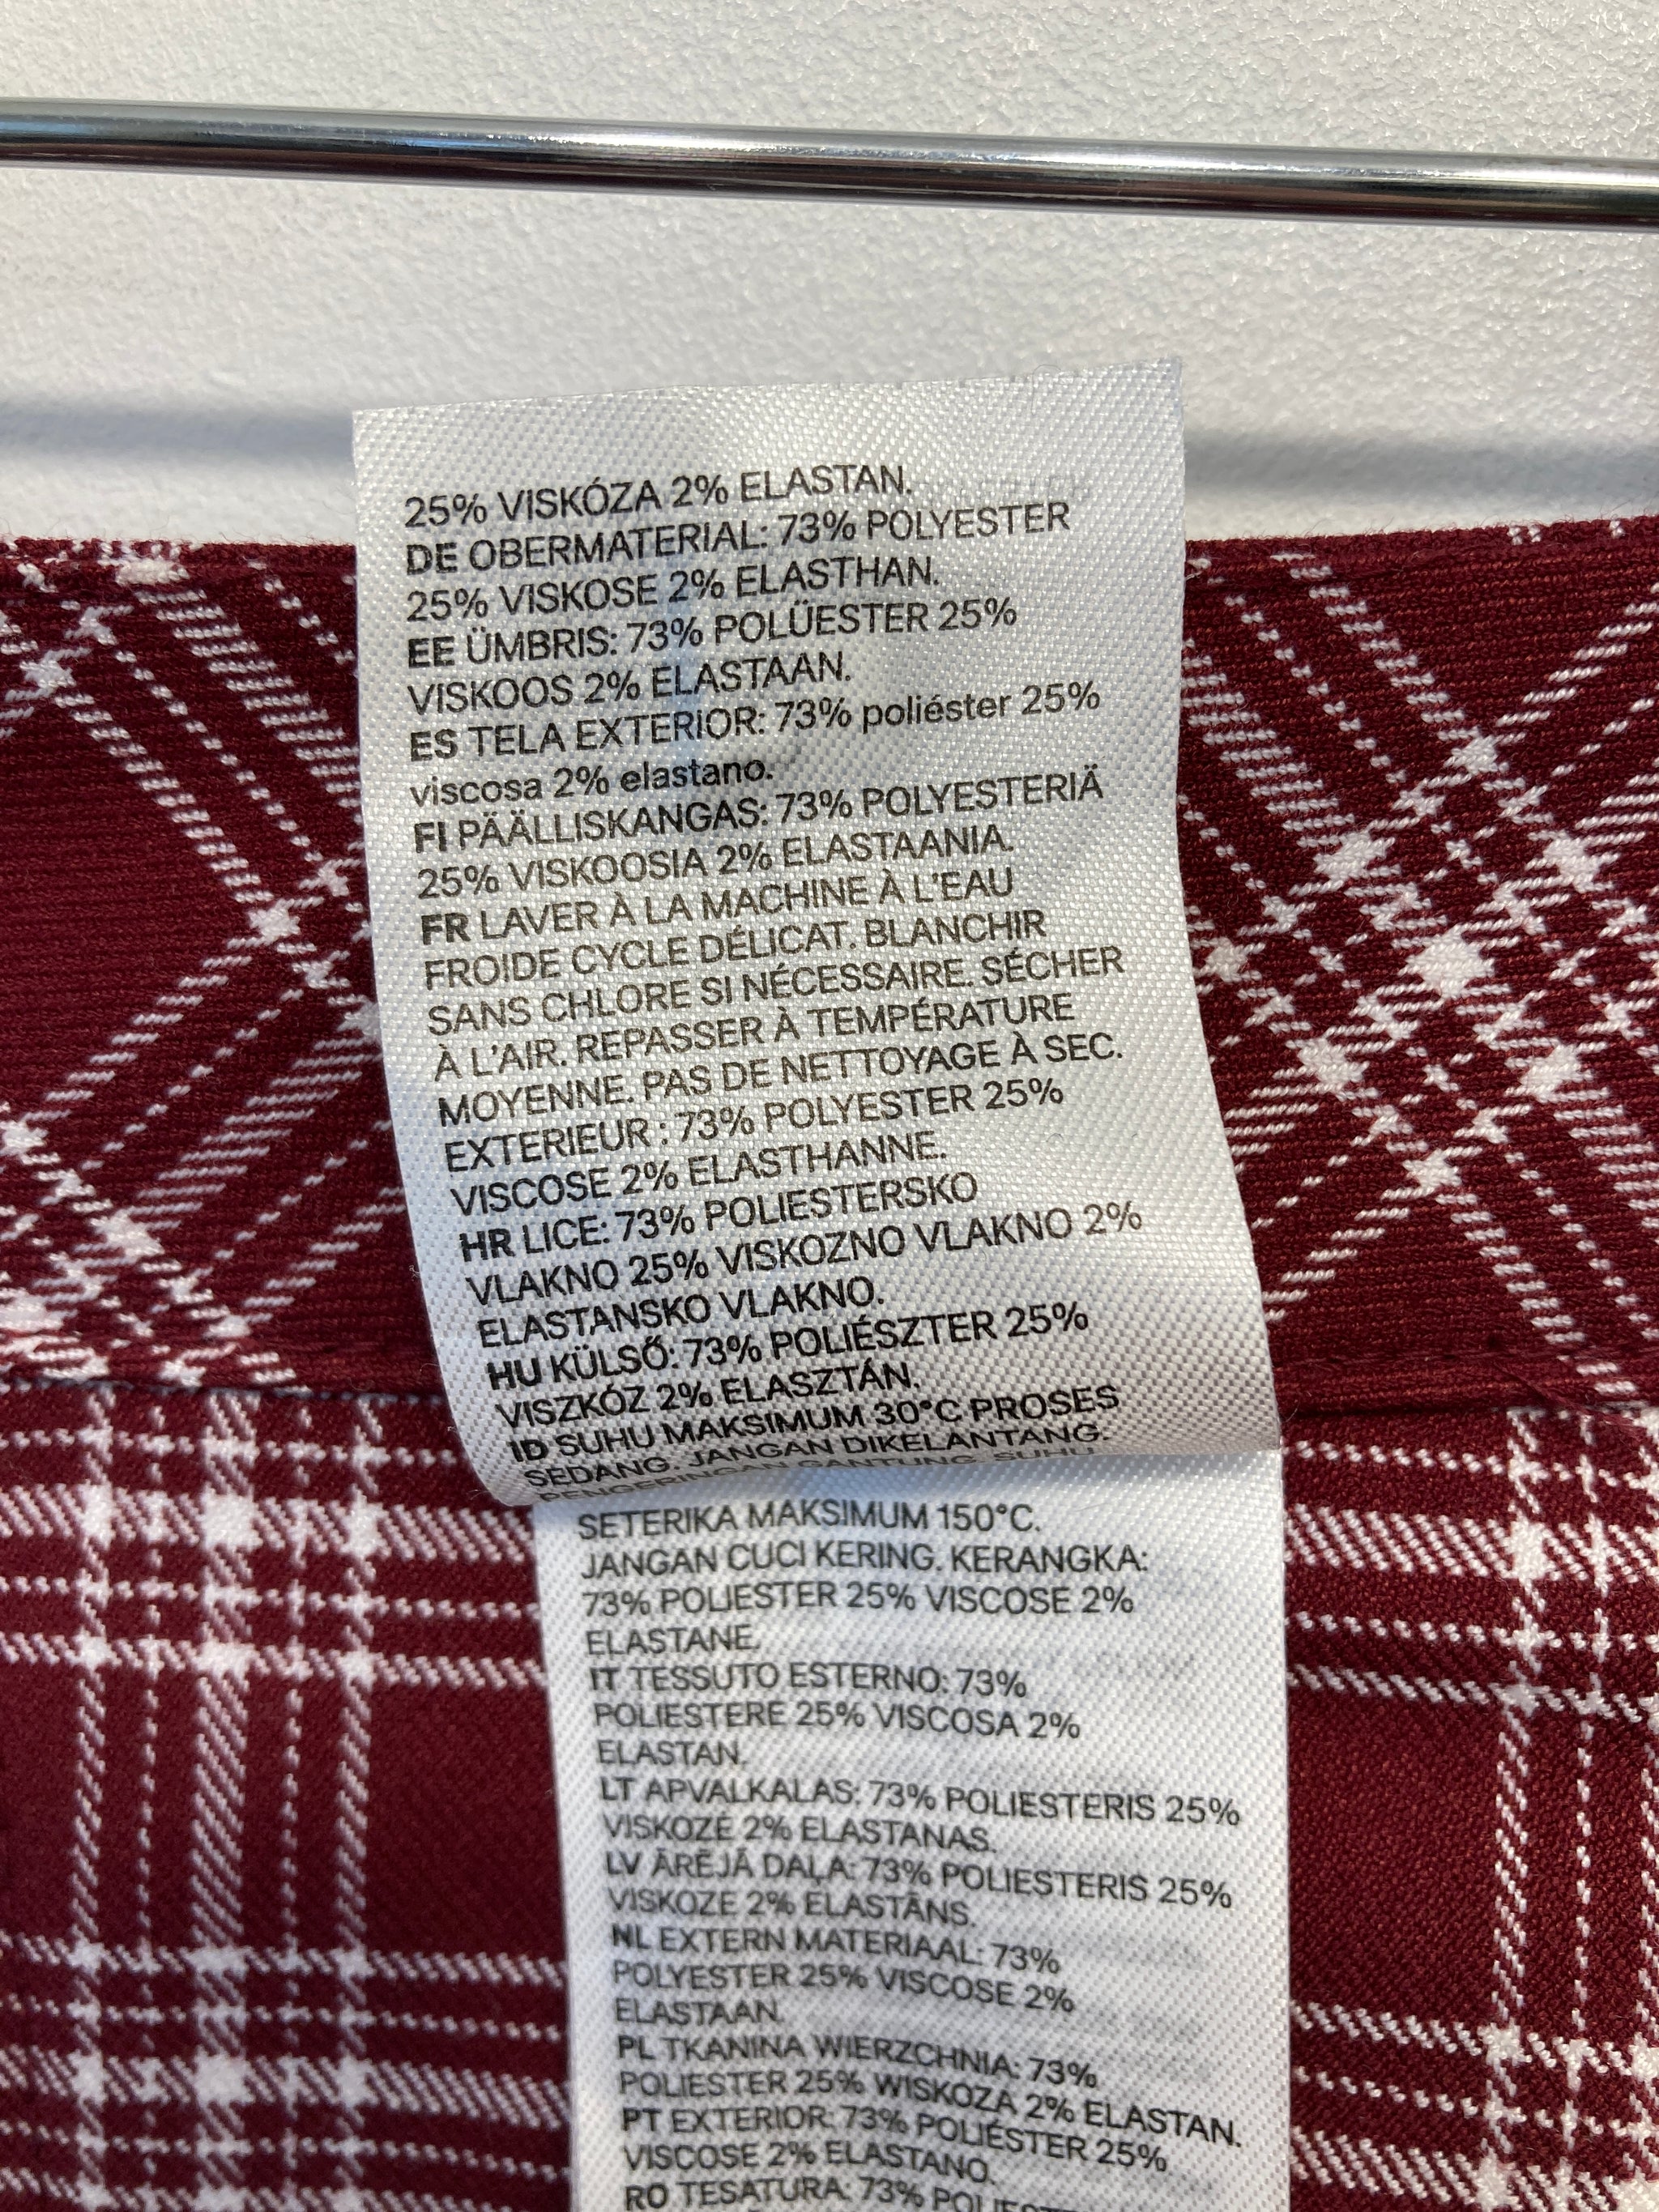 25% VISKÓZA 2% ELASTAN.
DE OBERMATERIAL: 73% POLYESTER
25% VISKOSE 2% ELASTHAN.
EE ÜMBRIS: 73% POLÜESTER 25%
VISKOOS 2% ELASTAAN.
ES TELA EXTERIOR: 73% poliéster 25%
viscosa 2% elastano.
FI PÄÄLLISKANGAS: 73% POLYESTERIÄ
25% VISKOOSIA 2% ELASTAANIA.
FR LAVER À LA MACHINE À L'EAU
FROIDE CYCLE DÉLICAT. BLANCHIR
SANS CHLORE SI NÉCESSAIRE. SÉCHER
À L'AIR. REPASSER À TEMPÉRATURE
MOYENNE. PAS DE NETTOYAGE À SEC.
EXTERIEUR : 73% POLYESTER 25%
VISCOSE 2% ELASTHANNE.
HR LICE: 73% POLIESTERSKO
VLAKNO 25% VISKOZNO VLAKNO 2%
ELASTANSKO VLAKNO.
HU KÜLSŐ: 73% POLIÉSZTER 25%
VISZKÓZ 2% ELASZTÁN.
ID SUHU MAKSIMUM 30°C PROSES
SEDANG. JANGAN DIKELANTANG.
PENGERINGAN GANTUNG. SUHU
SETERIKA MAKSIMUM 150°C.
JANGAN CUCI KERING. KERANGKA:
73% POLIESTER 25% VISCOSE 2%
ELASTANE.
IT TESSUTO ESTERNO: 73%
POLIESTERE 25% VISCOSA 2%
ELASTAN.
LT APVALKALAS: 73% POLIESTERIS 25%
VISKOZĖ 2% ELASTANAS.
LV ĀRĒJĀ DAĻA: 73% POLIESTERIS 25%
VISKOZE 2% ELASTĀNS.
NL EXTERN MATERIAAL: 73%
POLYESTER 25% VISCOSE 2%
ELASTAAN.
PL TKANINA WIERZCHNIA: 73%
POLIESTER 25% WISKOZA 2% ELASTAN.
PT EXTERIOR: 73% POLIÉSTER 25%
VISCOSE 2% ELASTANO.
RO TESATURA: 73%